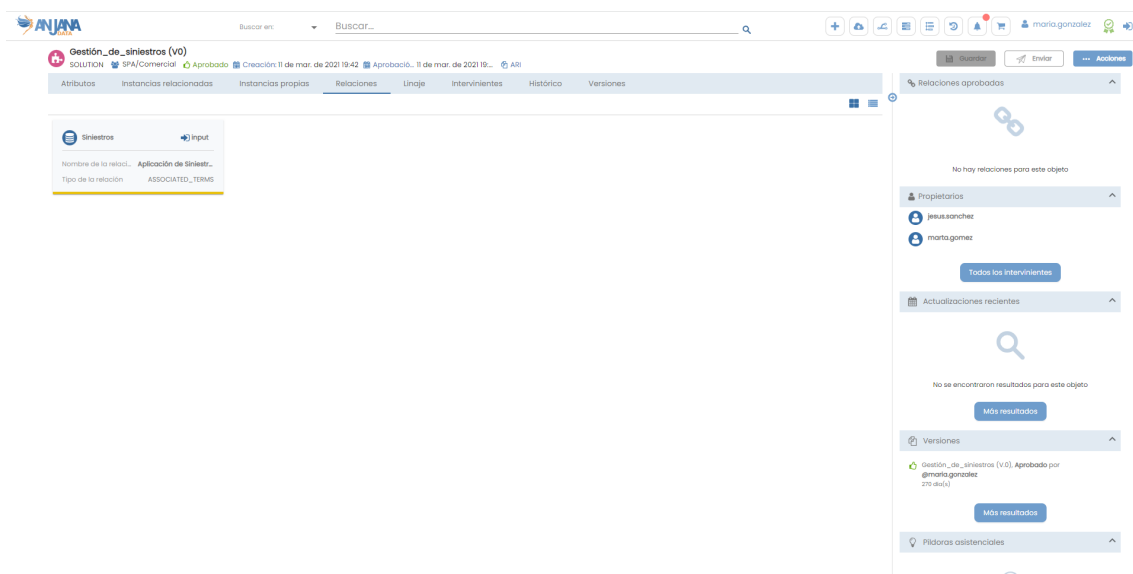 ANJANA
DATA
Buscar en:
Buscar...
maria.gonzalez
Gestión_de_siniestros (V0)
SOLUTION SPA/Comercial Aprobado Creación: 11 de mar. de 2021 19:42 Aprobació... 11 de mar. de 2021 19:... ARI
Guardar
Enviar
... Acciones
Atributos Instancias relacionadas Instancias propias Relaciones Linaje Intervinientes Histórico Versiones
Siniestros input
Nombre de la relaci... Aplicación de Siniestr...
Tipo de la relación ASSOCIATED_TERMS
Relaciones aprobadas
No hay relaciones para este objeto
Propietarios
jesus.sanchez
marta.gomez
Todos los intervinientes
Actualizaciones recientes
No se encontraron resultados para este objeto
Más resultados
Versiones
Gestión_de_siniestros (V.0), Aprobado por
@maria.gonzalez
270 día(s)
Más resultados
Píldoras asistenciales